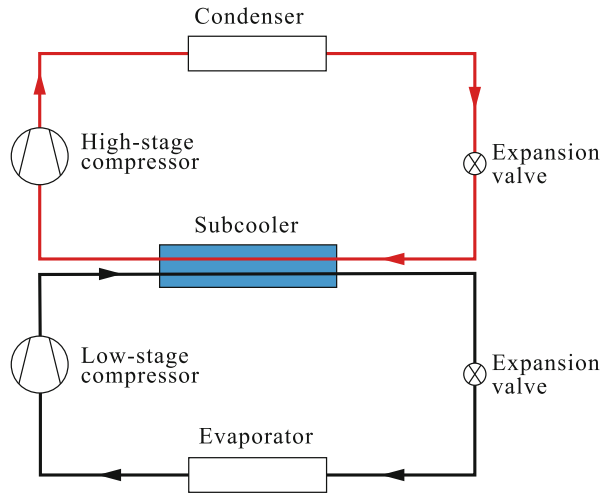 Condenser
High-stage
compressor
Expansion
valve
Subcooler
Low-stage
compressor
Expansion
valve
Evaporator